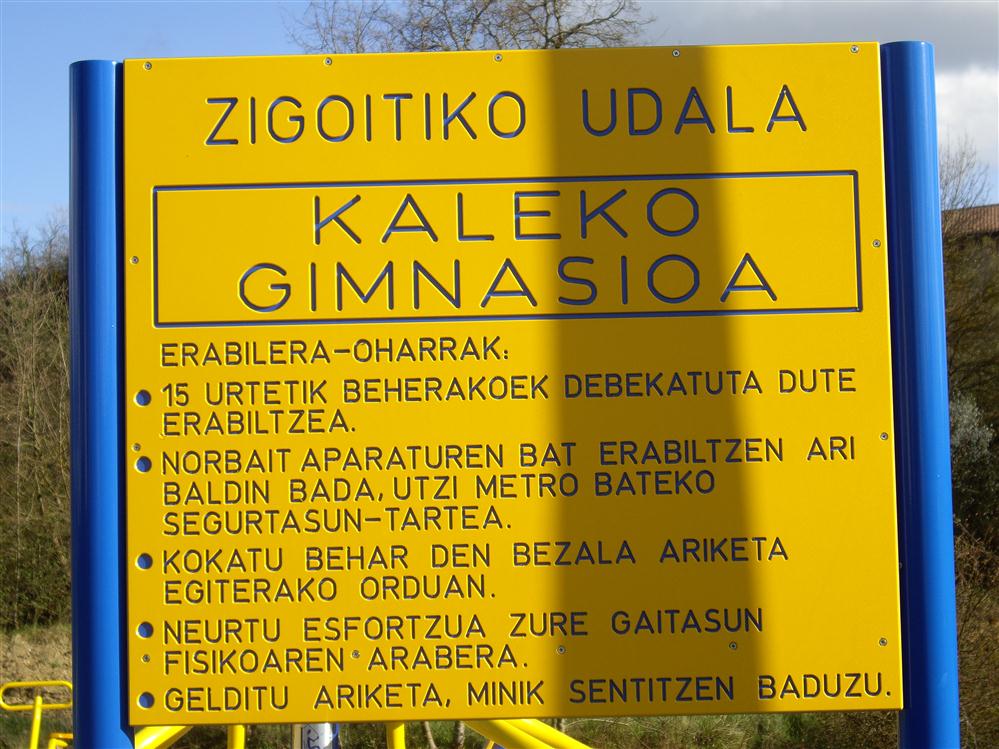 ZIGOITIKO UDALA
KALEKO
GIMNASIOA
ERABILERA-OHARRAK:
15 URTETIK BEHERAKOEK DEBEKATUTA DUTE
ERABILTZEA.
NORBAIT APARATUREN BAT ERABILTZEN ARI
BALDIN BADA, UTZI METRO BATEKO
SEGURTASUN-TARTEA.
KOKATU BEHAR DEN BEZALA ARIKETA
EGITERAKO ORDUAN.
NEURTU ESFORTZUA ZURE GAITASUN
FISIKOAREN ARABERA.
GELDITU ARIKETA, MINIK SENTITZEN BADUZU.